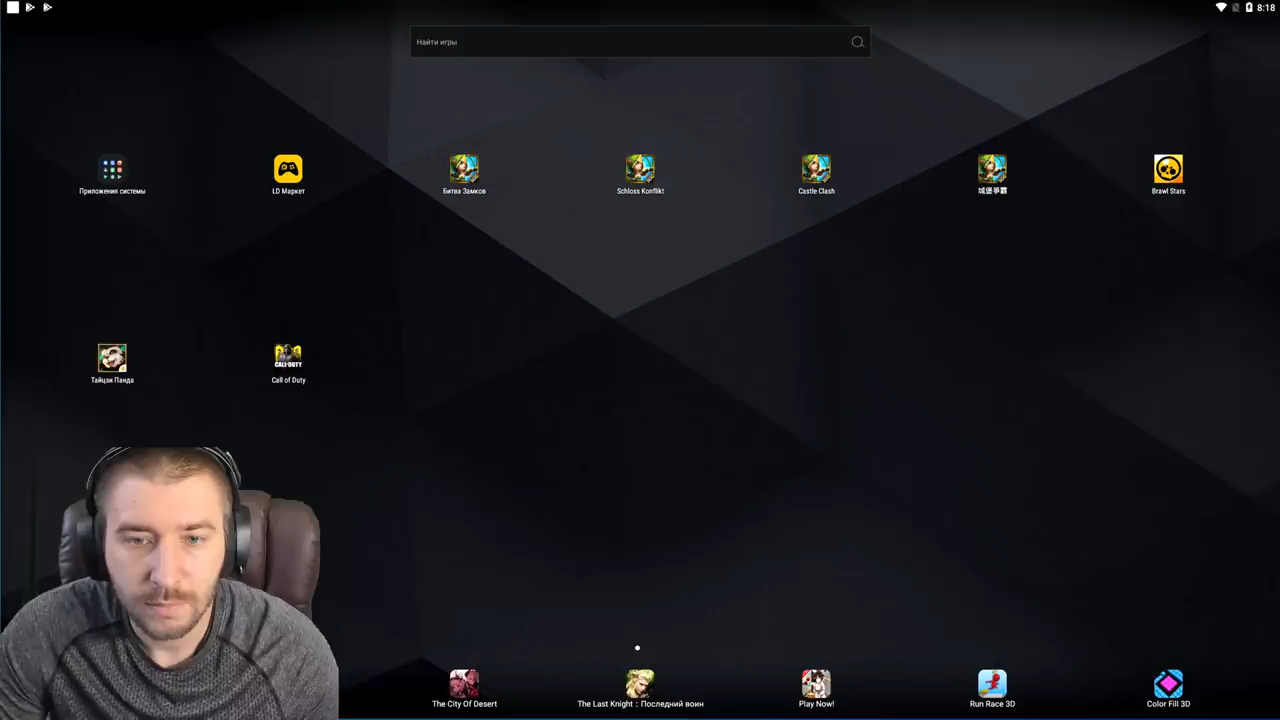 8:18
Найти игры
Приложения системы
LD Маркет
Битва Замков
Schloss Konflikt
Castle Clash
城堡爭霸
Brawl Stars
Тайцзи Панда
CALL·DUTY
Call of Duty
The City Of Desert
The Last Knight : Последний воин
Play Now!
Run Race 3D
Color Fill 3D